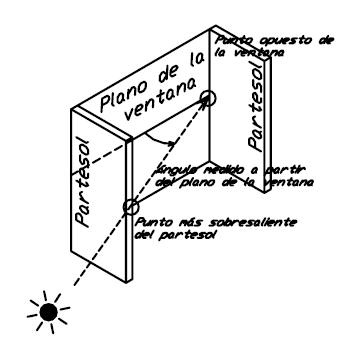 Punto opuesto de
la ventana
Plano de la
ventana
Partesol
Partesol
Ángulo medido a partir
del plano de la ventana
Punto más sobresaliente
del partesol